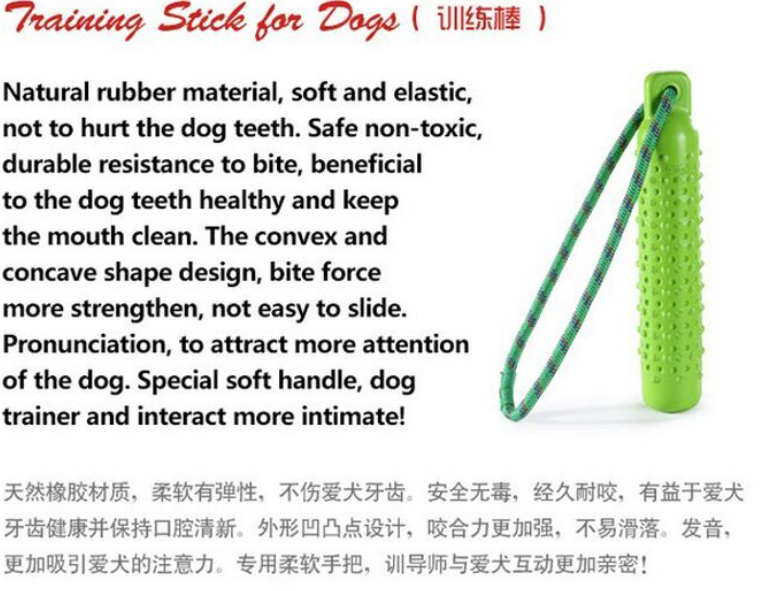 Training Stick for Dogs ( 训练棒 )
Natural rubber material, soft and elastic,
not to hurt the dog teeth. Safe non-toxic,
durable resistance to bite, beneficial
to the dog teeth healthy and keep
the mouth clean. The convex and
concave shape design, bite force
more strengthen, not easy to slide.
Pronunciation, to attract more attention
of the dog. Special soft handle, dog
trainer and interact more intimate!
天然橡胶材质，柔软有弹性，不伤爱犬牙齿。安全无毒，经久耐咬，有益于爱犬
牙齿健康并保持口腔清新。外形凹凸点设计，咬合力更加强，不易滑落。发音，
更加吸引爱犬的注意力。专用柔软手把，训导师与爱犬互动更加亲密！